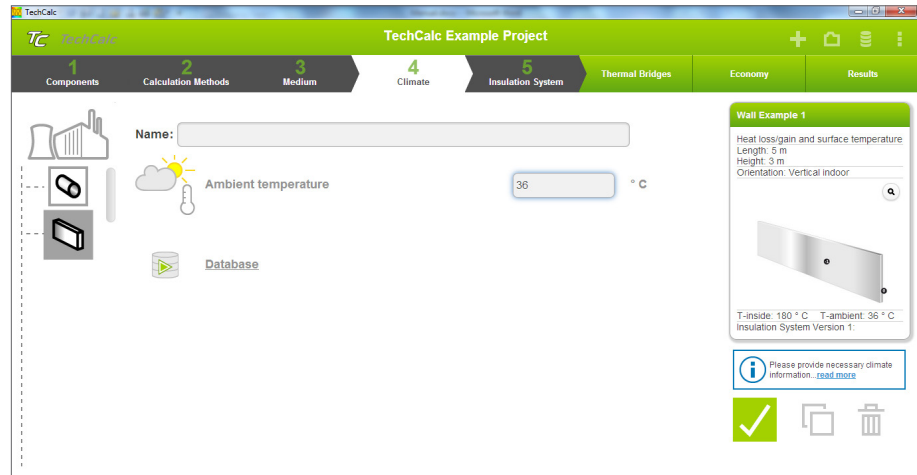 TechCalc
TC TechCalc
TechCalc Example Project
1
Components
2
Calculation Methods
3
Medium
4
Climate
5
Insulation System
Thermal Bridges
Economy
Results
Name:
Ambient temperature
36
° C
Database
Wall Example 1
Heat loss/gain and surface temperature
Length: 5 m
Height: 3 m
Orientation: Vertical indoor
T-inside: 180 ° C T-ambient: 36 ° C
Insulation System Version 1:
Please provide necessary climate
information...read more